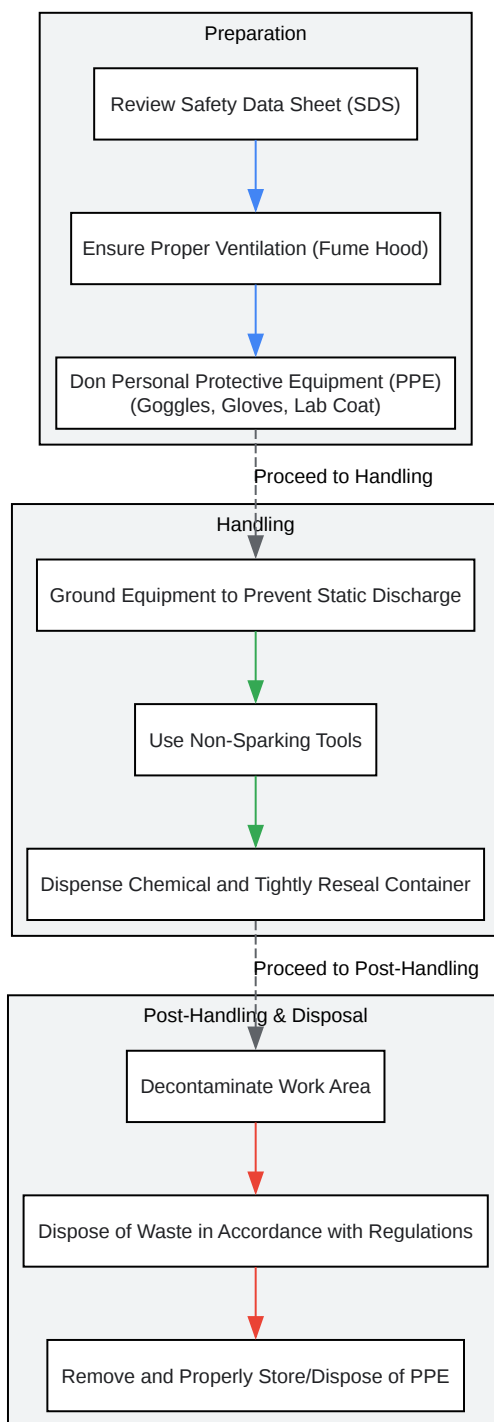 Preparation
Review Safety Data Sheet (SDS)
Ensure Proper Ventilation (Fume Hood)
Don Personal Protective Equipment (PPE)
(Goggles, Gloves, Lab Coat)
Proceed to Handling
Handling
Ground Equipment to Prevent Static Discharge
Use Non-Sparking Tools
Dispense Chemical and Tightly Reseal Container
Proceed to Post-Handling
Post-Handling & Disposal
Decontaminate Work Area
Dispose of Waste in Accordance with Regulations
Remove and Properly Store/Dispose of PPE